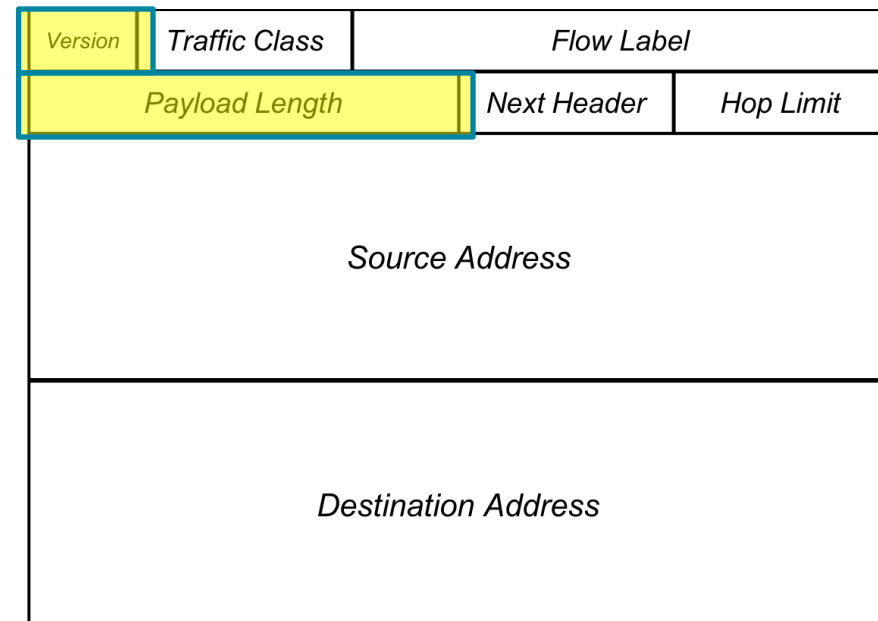 Version Traffic Class Flow Label
Payload Length Next Header Hop Limit
Source Address
Destination Address